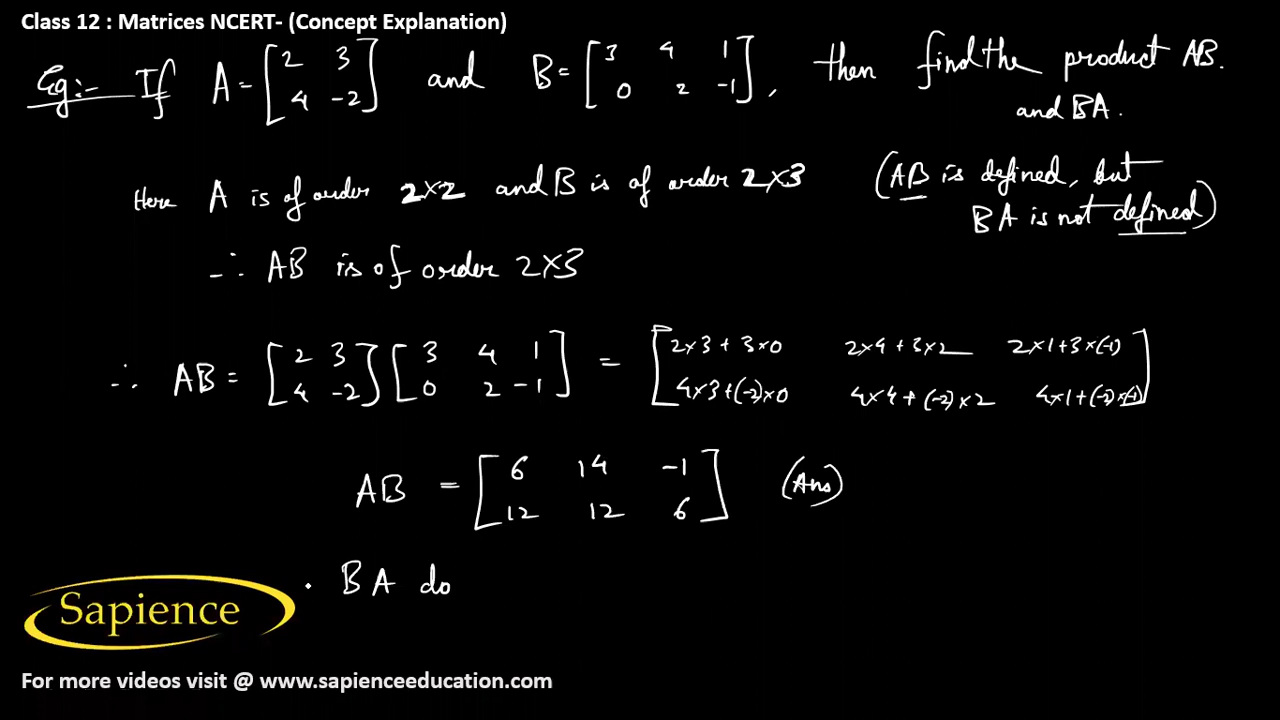 Class 12 : Matrices NCERT- (Concept Explanation)
Eg:- If A = [2 3 4 -2] and B = [3 4 1 0 2 -1], then find the product AB.
and BA.
Here A is of order 2×2 and B is of order 2×3 (AB is defined, but
BA is not defined)
∴ AB is of order 2×3
∴ AB = [2 3 4 -2] [3 4 1 0 2 -1] = [2×3+3×0 2×4+3×2 2×1+3×(-1) 4×3+(-2)×0 4×4+(-2)×2 4×1+(-2)×(-1)]
AB = [6 14 -1 12 12 6] (Ans)
. BA do
Sapience
For more videos visit @ www.sapienceeducation.com